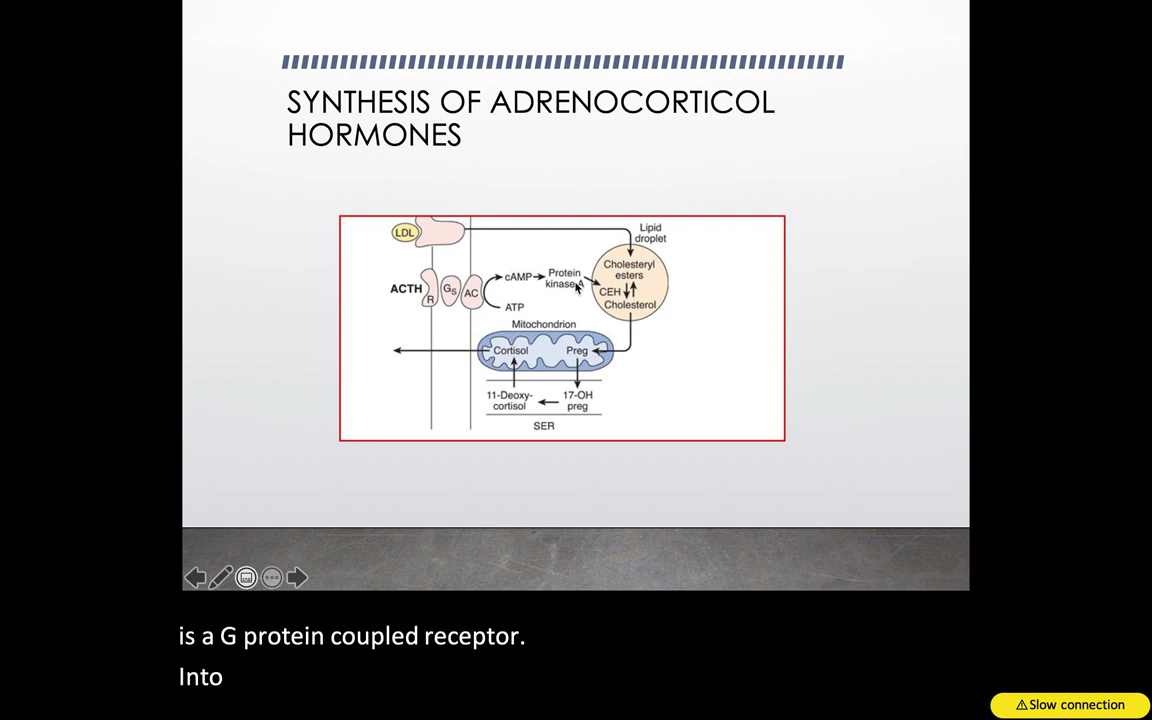 SYNTHESIS OF ADRENOCORTICOL
HORMONES
LDL
Lipid
droplet
Cholesteryl
esters
CEH
Cholesterol
ACTH
R
Gs
AC
cAMP
Protein
kinase A
ATP
Mitochondrion
Cortisol
Preg
11-Deoxy-
cortisol
17-OH
preg
SER
is a G protein coupled receptor.
Into
⚠Slow connection